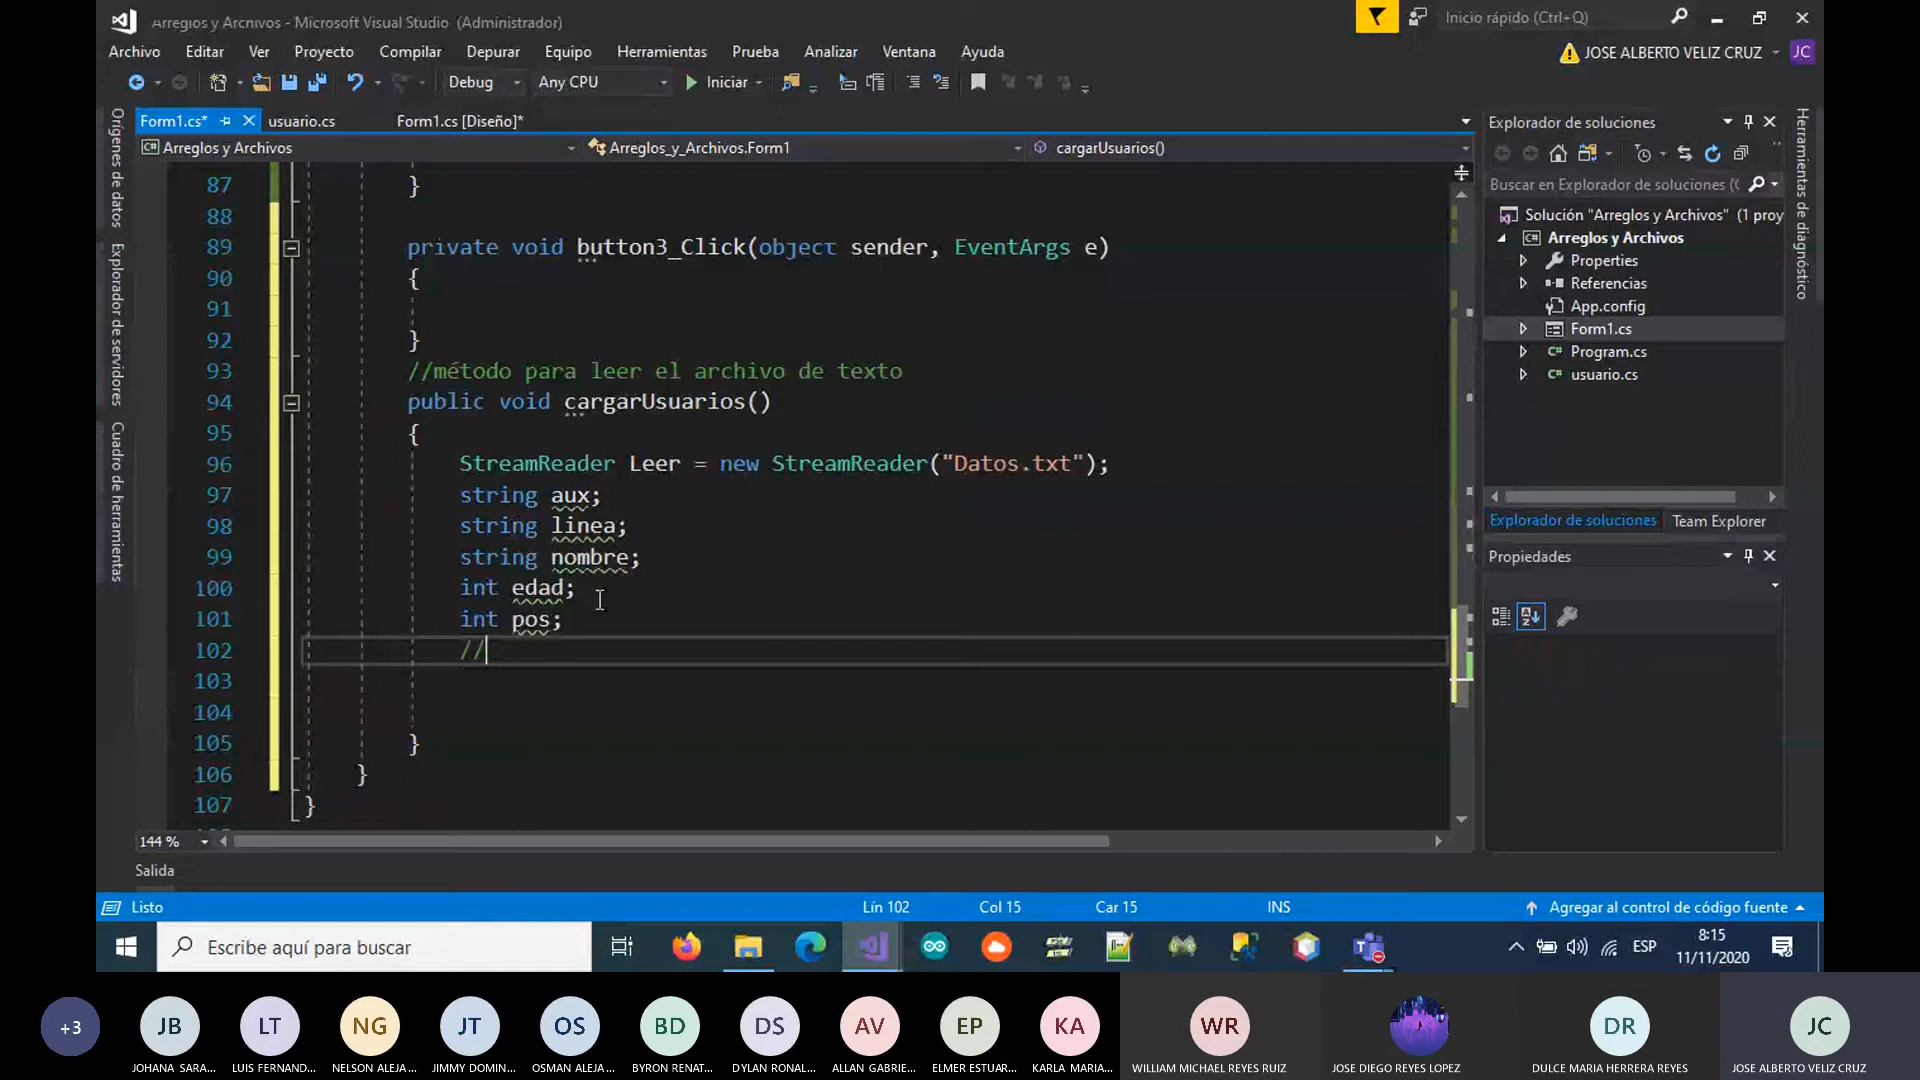 Arreglos y Archivos - Microsoft Visual Studio (Administrador)
Inicio rápido (Ctrl+Q)
Archivo Editar Ver Proyecto Compilar Depurar Equipo Herramientas Prueba Analizar Ventana Ayuda
JOSE ALBERTO VELIZ CRUZ JC
Debug Any CPU Iniciar
Form1.cs* usuario.cs Form1.cs [Diseño]*
Arreglos y Archivos Arreglos_y_Archivos.Form1 cargarUsuarios()
Orígenes de datos
Explorador de servidores
Cuadro de herramientas
87 }
88
89 private void button3_Click(object sender, EventArgs e)
90 {
91
92 }
93 //método para leer el archivo de texto
94 public void cargarUsuarios()
95 {
96 StreamReader Leer = new StreamReader("Datos.txt");
97 string aux;
98 string linea;
99 string nombre;
100 int edad;
101 int pos;
102 //
103
104
105 }
106 }
107 }
144 %
Salida
Explorador de soluciones
Buscar en Explorador de soluciones (
Solución "Arreglos y Archivos" (1 proy
Arreglos y Archivos
Properties
Referencias
App.config
Form1.cs
Program.cs
usuario.cs
Explorador de soluciones Team Explorer
Propiedades
Herramientas de diagnóstico
Listo Lín 102 Col 15 Car 15 INS Agregar al control de código fuente
Escribe aquí para buscar
ESP
8:15
11/11/2020
+3 JB LT NG JT OS BD DS AV EP KA WR DR JC
JOHANA SARA... LUIS FERNAND... NELSON ALEJA... JIMMY DOMIN... OSMAN ALEJA... BYRON RENAT... DYLAN RONAL... ALLAN GABRIE... ELMER ESTUAR... KARLA MARIA... WILLIAM MICHAEL REYES RUIZ JOSE DIEGO REYES LOPEZ DULCE MARIA HERRERA REYES JOSE ALBERTO VELIZ CRUZ